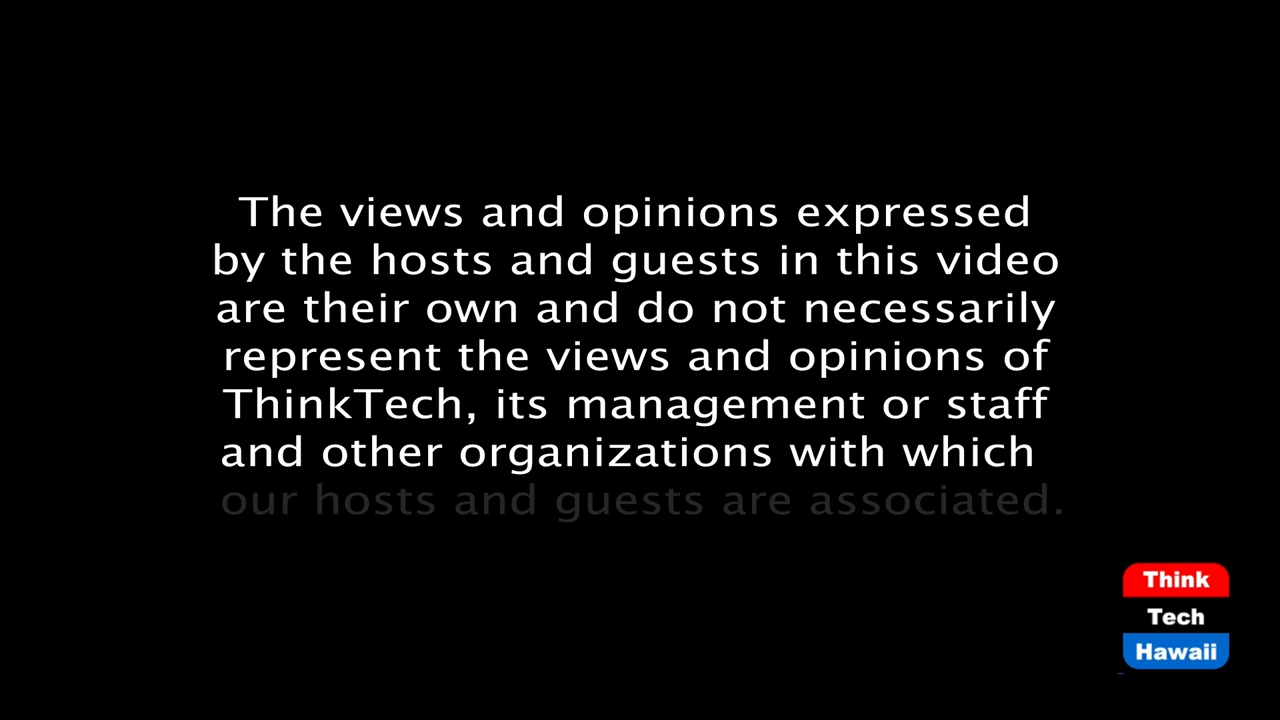 The views and opinions expressed
by the hosts and guests in this video
are their own and do not necessarily
represent the views and opinions of
ThinkTech, its management or staff
and other organizations with which
our hosts and guests are associated.
Think
Tech
Hawaii